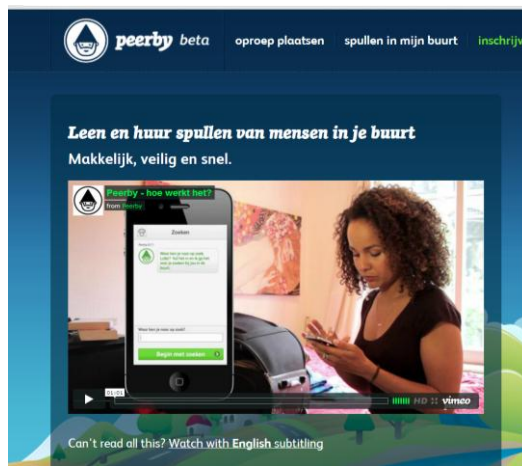 peerby beta
oproep plaatsen
spullen in mijn buurt
inschrijv
Leen en huur spullen van mensen in je buurt
Makkelijk, veilig en snel.
Peerby - hoe werkt het?
from Peerby
Zoeken
Begin met zoeken
01:01
HD
vimeo
Can't read all this? Watch with English subtitling